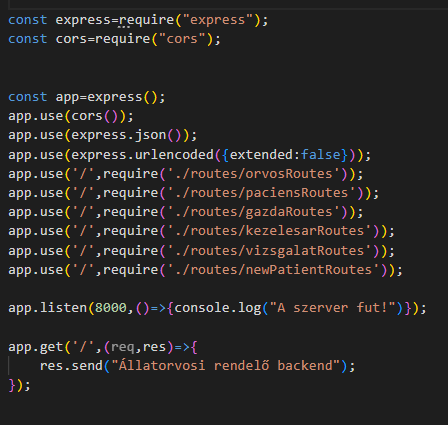 const express=require("express");
const cors=require("cors");
const app=express();
app.use(cors());
app.use(express.json());
app.use(express.urlencoded({extended:false}));
app.use('/',require('./routes/orvosRoutes'));
app.use('/',require('./routes/paciensRoutes'));
app.use('/',require('./routes/gazdaRoutes'));
app.use('/',require('./routes/kezelesarRoutes'));
app.use('/',require('./routes/vizsgalatRoutes'));
app.use('/',require('./routes/newPatientRoutes'));
app.listen(8000,()=>{console.log("A szerver fut!")});
app.get('/',(req,res)=>{
    res.send("Állatorvosi rendelő backend");
});